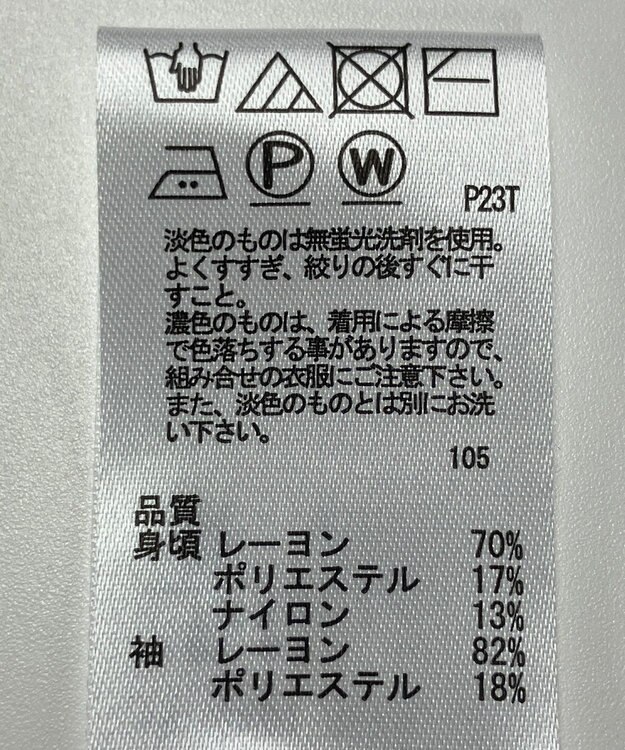 P W
P23T
淡色のものは無蛍光洗剤を使用。
よくすすぎ、絞りの後すぐに干
すこと。
濃色のものは、着用による摩擦
で色落ちする事がありますので、
組み合せの衣服にご注意下さい。
また、淡色のものとは別にお洗
い下さい。
105
品質
身頃 レーヨン 70%
ポリエステル 17%
ナイロン 13%
袖 レーヨン 82%
ポリエステル 18%